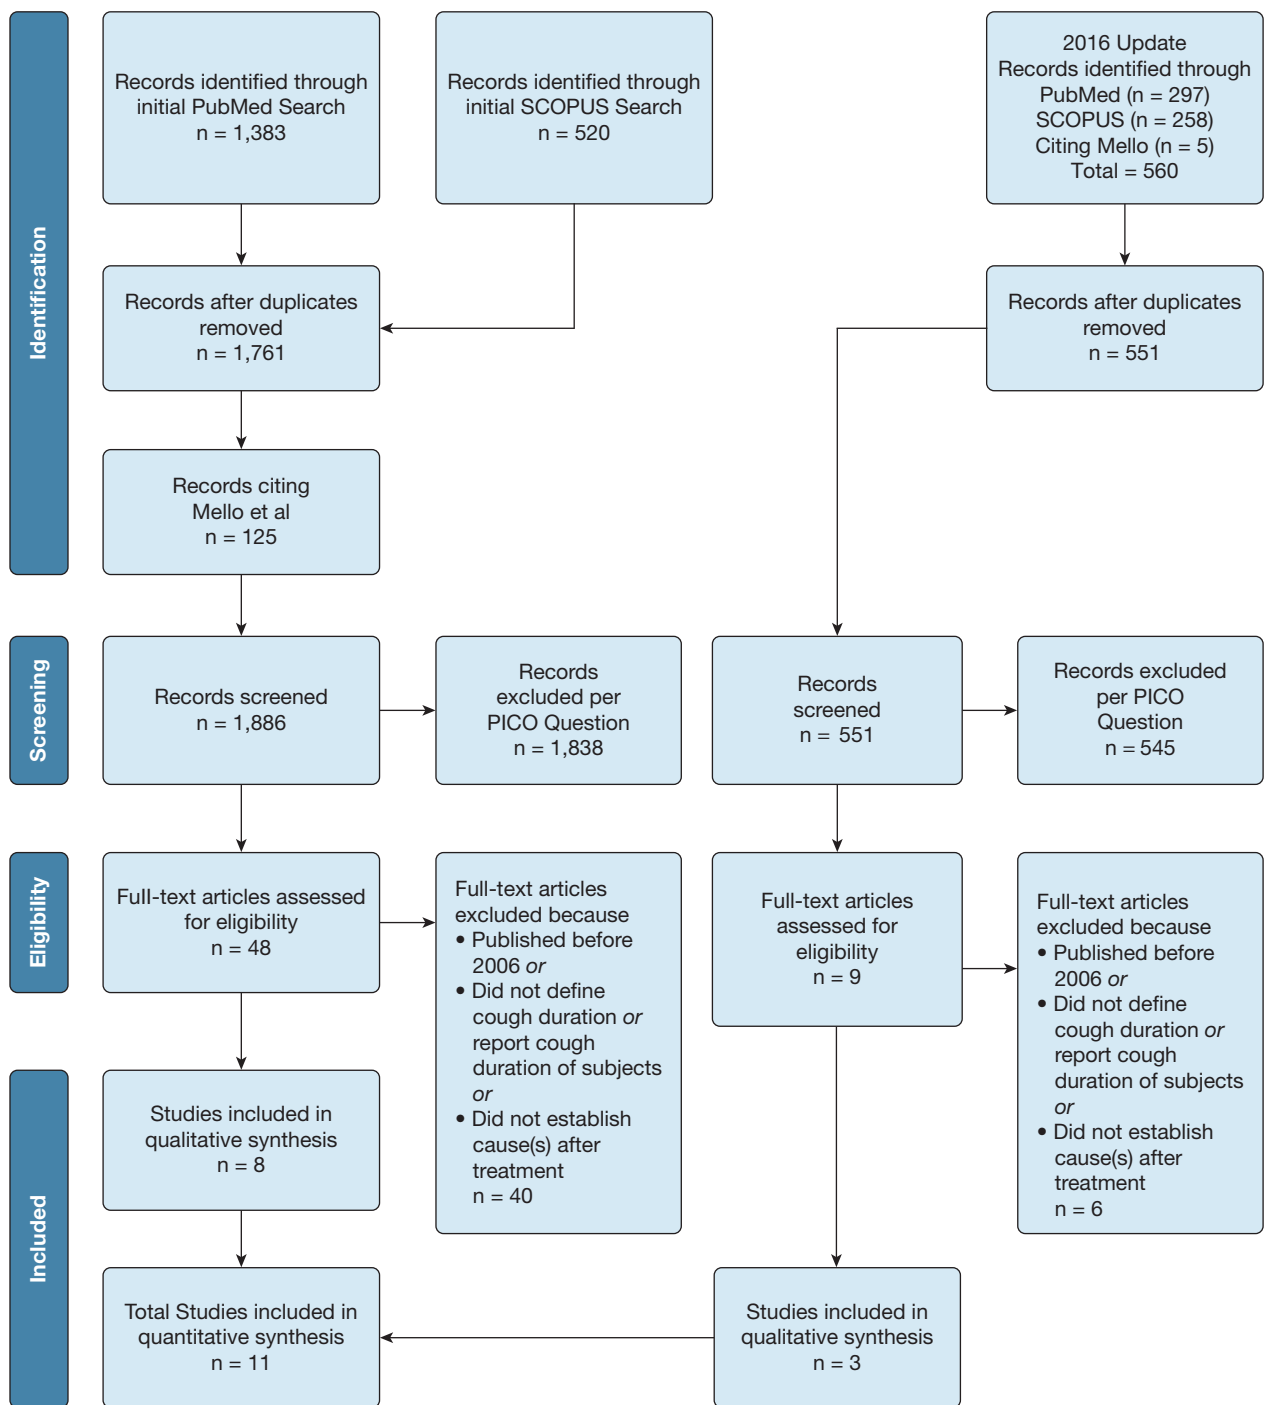 Identification
Records identified through
initial PubMed Search
n = 1,383
Records identified through
initial SCOPUS Search
n = 520
2016 Update
Records identified through
PubMed (n = 297)
SCOPUS (n = 258)
Citing Mello (n = 5)
Total = 560
Records after duplicates
removed
n = 1,761
Records after duplicates
removed
n = 551
Records citing
Mello et al
n = 125
Screening
Records screened
n = 1,886
Records
excluded per
PICO Question
n = 1,838
Records
screened
n = 551
Records excluded
per PICO
Question
n = 545
Eligibility
Full-text articles assessed
for eligibility
n = 48
Full-text articles
excluded because
• Published before
2006 or
• Did not define
cough duration or
report cough
duration of subjects
or
• Did not establish
cause(s) after
treatment
n = 40
Full-text articles
assessed for
eligibility
n = 9
Full-text articles
excluded because
• Published before
2006 or
• Did not define
cough duration or
report cough
duration of subjects
or
• Did not establish
cause(s) after
treatment
n = 6
Included
Studies included in
qualitative synthesis
n = 8
Total Studies included in
quantitative synthesis
n = 11
Studies included in
qualitative synthesis
n = 3